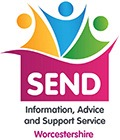 SEND
Information, Advice
and Support Service
Worcestershire